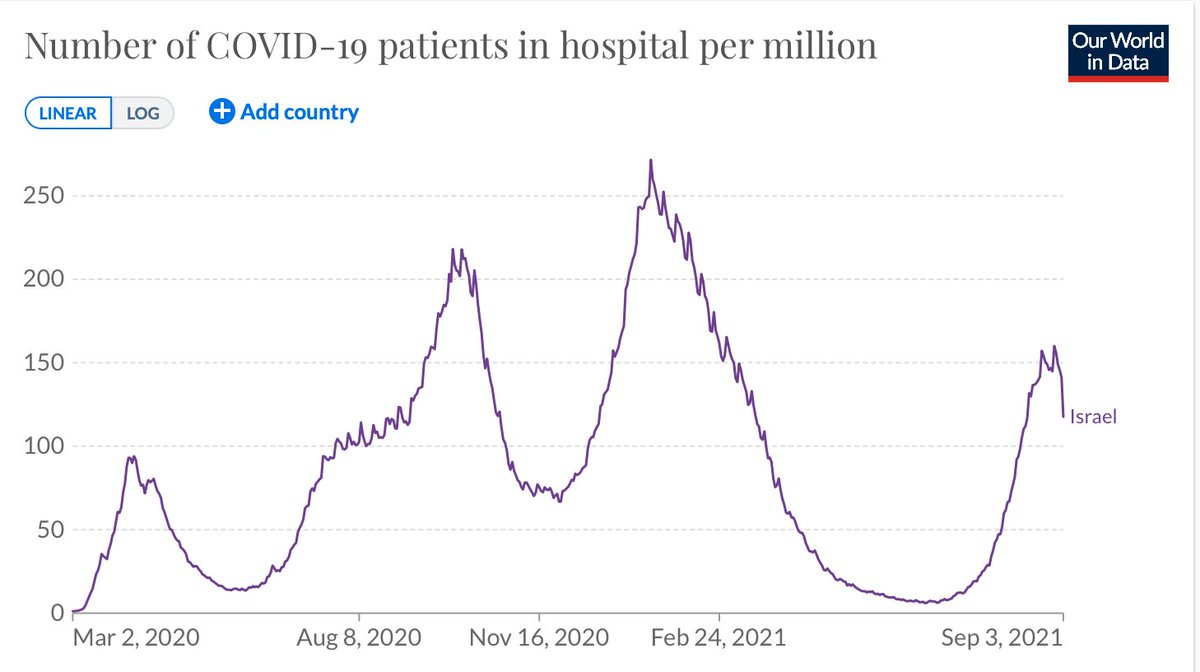 Number of COVID-19 patients in hospital per million
Our World
in Data
LINEAR
LOG
Add country
250
200
150
100
50
0
Israel
Mar 2, 2020
Aug 8, 2020
Nov 16, 2020
Feb 24, 2021
Sep 3, 2021